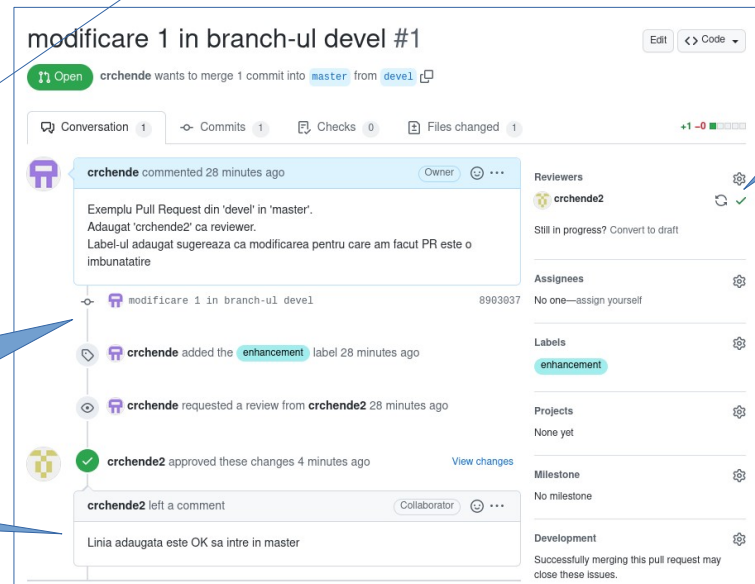 modificare 1 in branch-ul devel #1
Edit
<> Code
Open
crchende wants to merge 1 commit into master from devel
Conversation 1
Commits 1
Checks 0
Files changed 1
+1 −0
crchende commented 28 minutes ago
Owner
Exemplu Pull Request din 'devel' in 'master'.
Adaugat 'crchende2' ca reviewer.
Label-ul adaugat sugereaza ca modificarea pentru care am facut PR este o
imbunatatire
modificare 1 in branch-ul devel
8903037
crchende added the enhancement label 28 minutes ago
crchende requested a review from crchende2 28 minutes ago
crchende2 approved these changes 4 minutes ago
View changes
crchende2 left a comment
Collaborator
Linia adaugata este OK sa intre in master
Reviewers
crchende2
Still in progress? Convert to draft
Assignees
No one—assign yourself
Labels
enhancement
Projects
None yet
Milestone
No milestone
Development
Successfully merging this pull request may
close these issues.